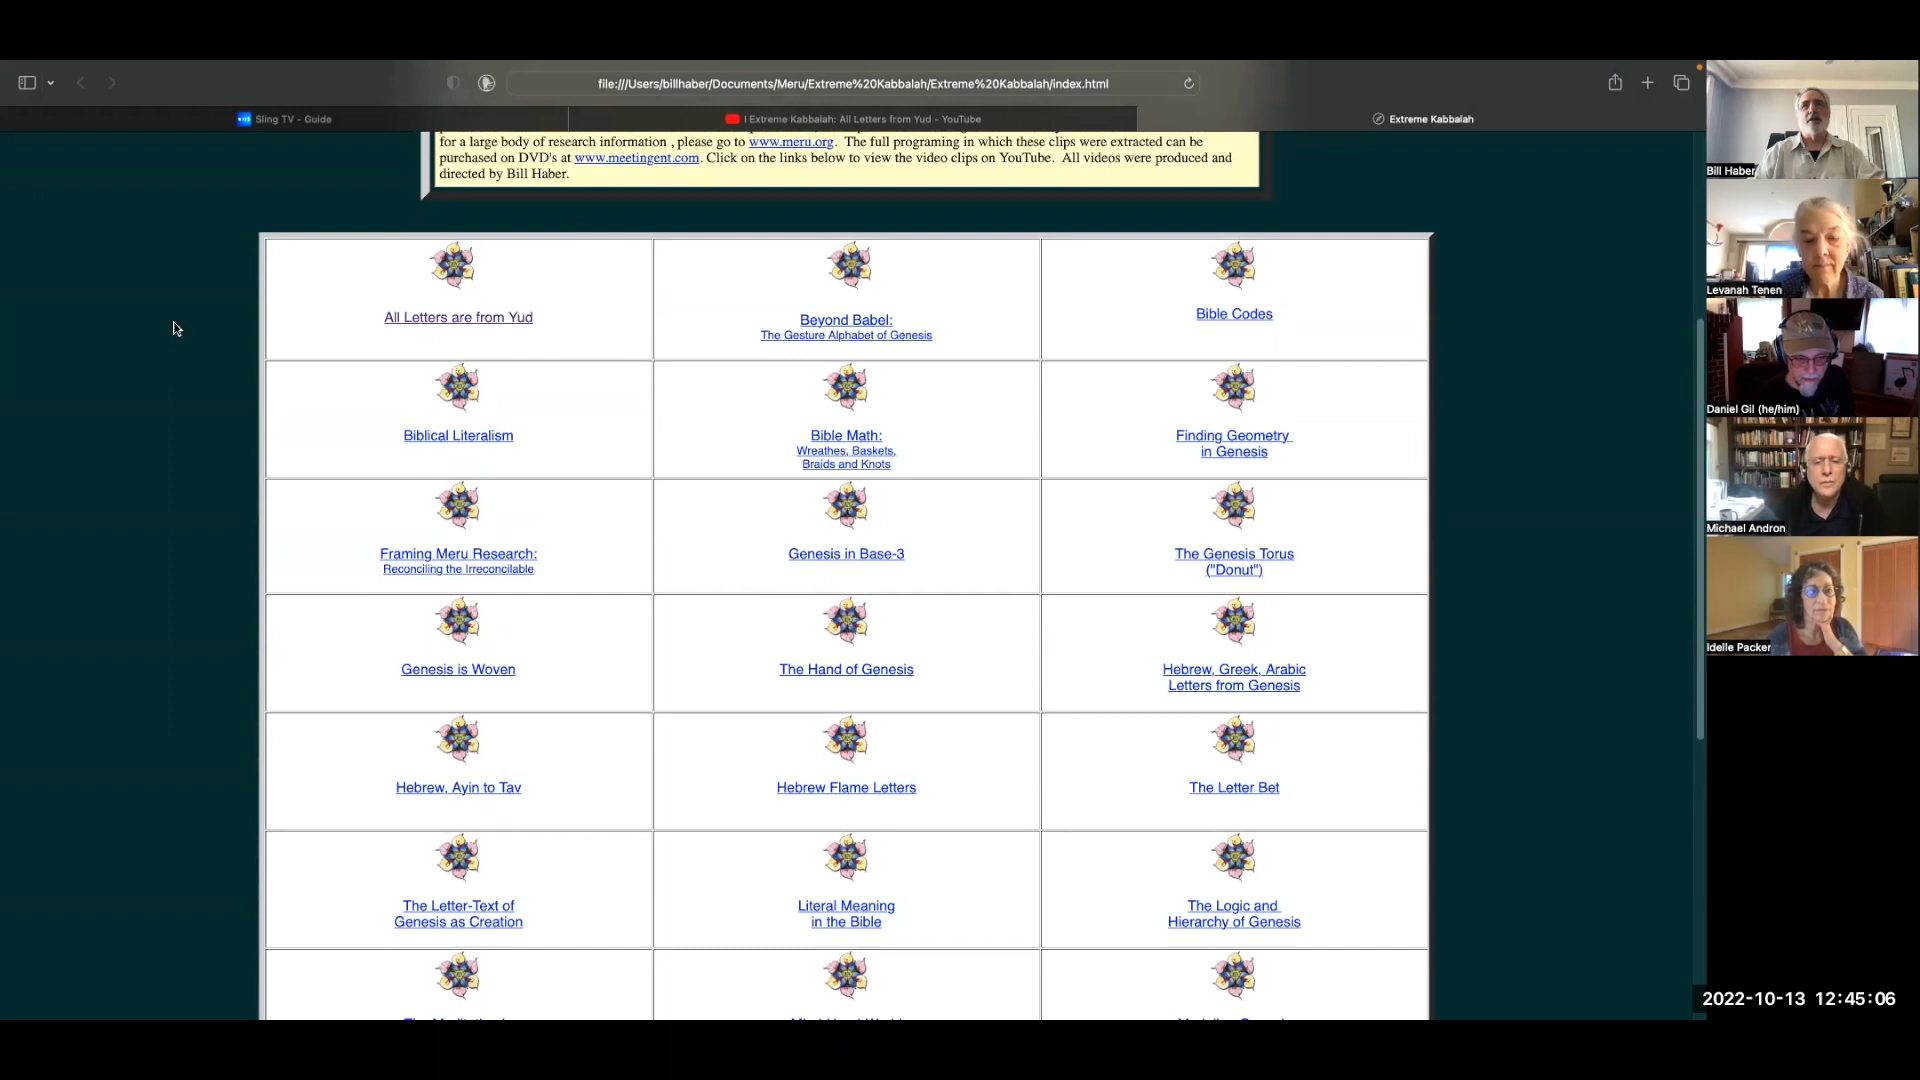 file:///Users/billhaber/Documents/Meru/Extreme%20Kabbalah/Extreme%20Kabbalah/index.html
Sling TV - Guide
I Extreme Kabbalah: All Letters from Yud - YouTube
Extreme Kabbalah
for a large body of research information , please go to www.meru.org. The full programing in which these clips were extracted can be
purchased on DVD's at www.meetingent.com. Click on the links below to view the video clips on YouTube. All videos were produced and
directed by Bill Haber.
All Letters are from Yud
Beyond Babel:
The Gesture Alphabet of Genesis
Bible Codes
Biblical Literalism
Bible Math:
Wreathes, Baskets,
Braids and Knots
Finding Geometry
in Genesis
Framing Meru Research:
Reconciling the Irreconcilable
Genesis in Base-3
The Genesis Torus
("Donut")
Genesis is Woven
The Hand of Genesis
Hebrew, Greek, Arabic
Letters from Genesis
Hebrew, Ayin to Tav
Hebrew Flame Letters
The Letter Bet
The Letter-Text of
Genesis as Creation
Literal Meaning
in the Bible
The Logic and
Hierarchy of Genesis
Bill Haber
Levanah Tenen
Daniel Gil (he/him)
Michael Andron
Idelle Packer
2022-10-13 12:45:06